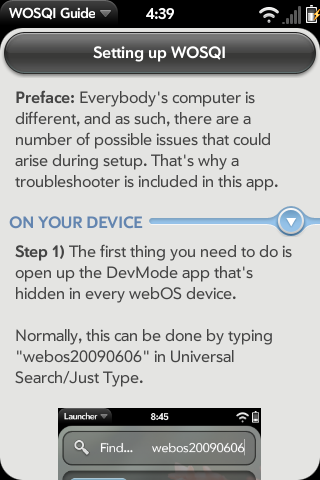 WOSQI Guide 4:39
Setting up WOSQI
Preface: Everybody's computer is
different, and as such, there are a
number of possible issues that could
arise during setup. That's why a
troubleshooter is included in this app.
ON YOUR DEVICE
Step 1) The first thing you need to do is
open up the DevMode app that's
hidden in every webOS device.
Normally, this can be done by typing
"webos20090606" in Universal
Search/Just Type.
Launcher 8:45
Find... webos20090606